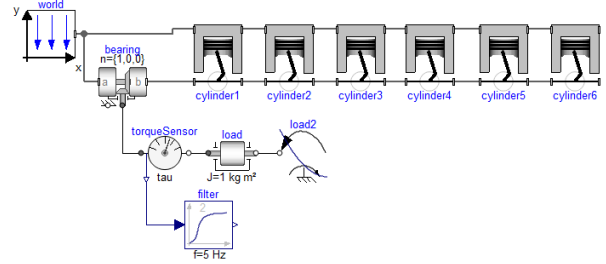 world
y
x
bearing
n={1,0,0}
a
b
cylinder1
cylinder2
cylinder3
cylinder4
cylinder5
cylinder6
torqueSensor
tau
load
J=1 kg m²
load2
filter
2
f=5 Hz